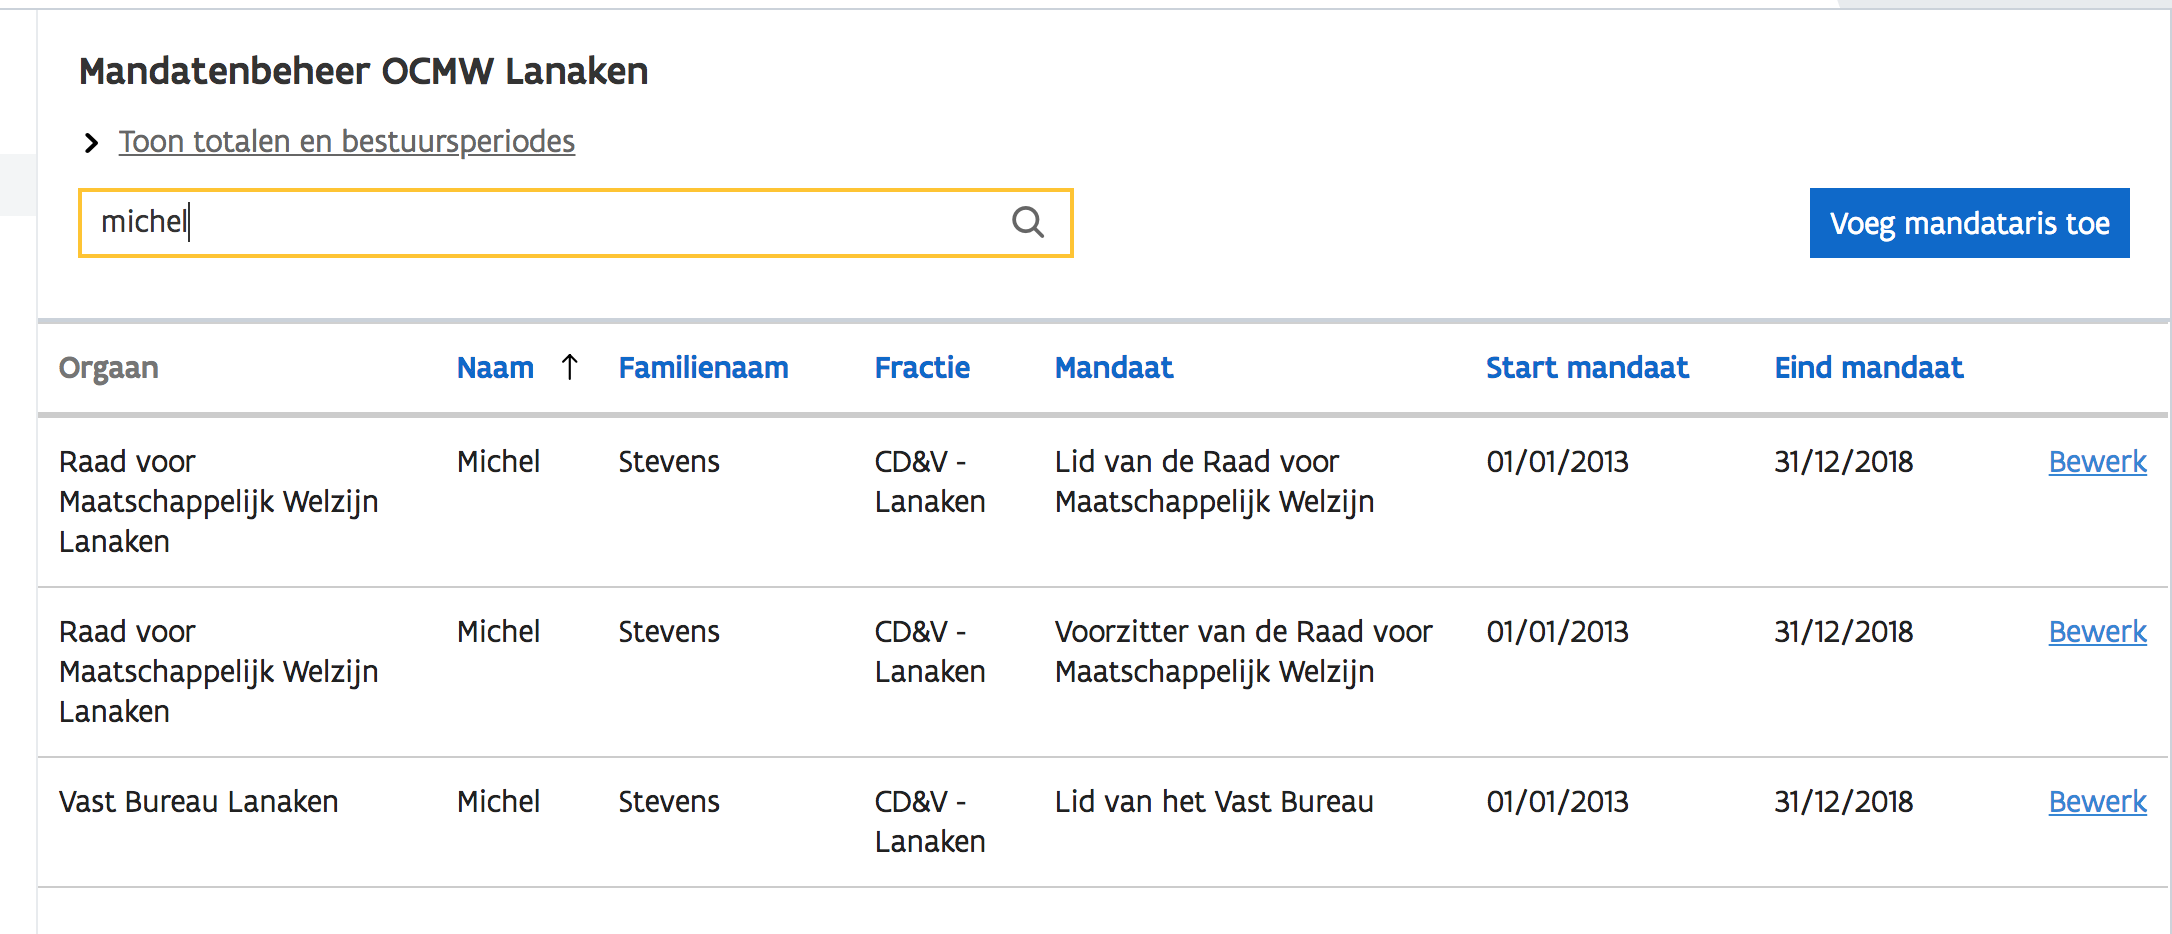 Mandatenbeheer OCMW Lanaken
Toon totalen en bestuursperiodes
michel
Voeg mandataris toe
Orgaan Naam ↑ Familienaam Fractie Mandaat Start mandaat Eind mandaat
Raad voor Michel Stevens CD&V - Lid van de Raad voor 01/01/2013 31/12/2018 Bewerk
Maatschappelijk Welzijn Lanaken Maatschappelijk Welzijn
Lanaken
Raad voor Michel Stevens CD&V - Voorzitter van de Raad voor 01/01/2013 31/12/2018 Bewerk
Maatschappelijk Welzijn Lanaken Maatschappelijk Welzijn
Lanaken
Vast Bureau Lanaken Michel Stevens CD&V - Lid van het Vast Bureau 01/01/2013 31/12/2018 Bewerk
Lanaken